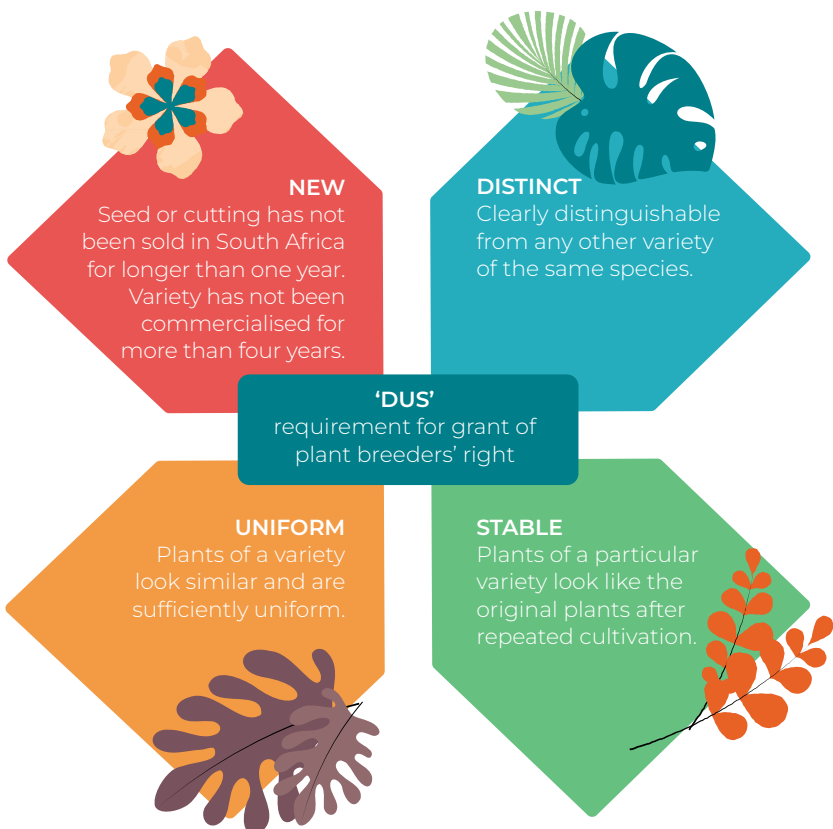 NEW
Seed or cutting has not
been sold in South Africa
for longer than one year.
Variety has not been
commercialised for
more than four years.
DISTINCT
Clearly distinguishable
from any other variety
of the same species.
‘DUS’
requirement for grant of
plant breeders’ right
UNIFORM
Plants of a variety
look similar and are
sufficiently uniform.
STABLE
Plants of a particular
variety look like the
original plants after
repeated cultivation.